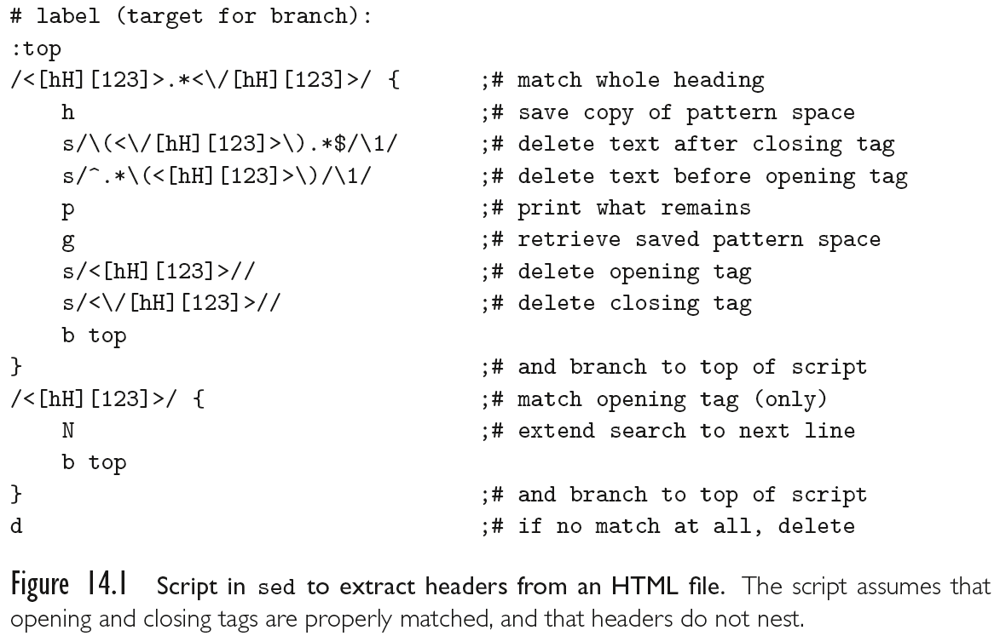 # label (target for branch):
:top
/<[hH][123]>.*<\/[hH][123]>/ {        ;# match whole heading
    h                                 ;# save copy of pattern space
    s/\(<\/[hH][123]>\).*$/\1/        ;# delete text after closing tag
    s/^.*\(<[hH][123]>\)/\1/          ;# delete text before opening tag
    p                                 ;# print what remains
    g                                 ;# retrieve saved pattern space
    s/<[hH][123]>//                   ;# delete opening tag
    s/<\/[hH][123]>//                 ;# delete closing tag
    b top
}                                     ;# and branch to top of script
/<[hH][123]>/ {                       ;# match opening tag (only)
    N                                 ;# extend search to next line
    b top
}                                     ;# and branch to top of script
d                                     ;# if no match at all, delete
Figure 14.1 Script in sed to extract headers from an HTML file. The script assumes that
opening and closing tags are properly matched, and that headers do not nest.